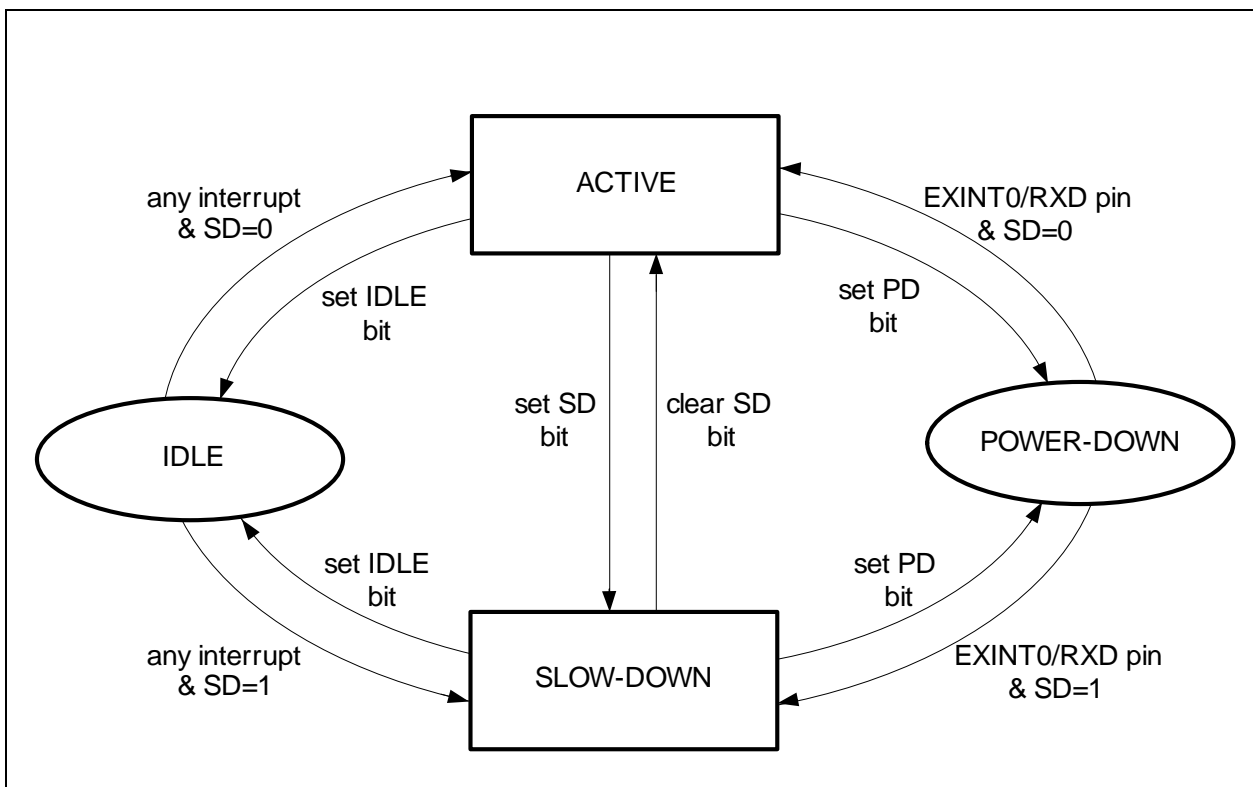 ACTIVE
any interrupt
& SD=0
EXINT0/RXD pin
& SD=0
set IDLE
bit
set PD
bit
set SD
bit
clear SD
bit
IDLE
POWER-DOWN
set IDLE
bit
set PD
bit
any interrupt
& SD=1
SLOW-DOWN
EXINT0/RXD pin
& SD=1